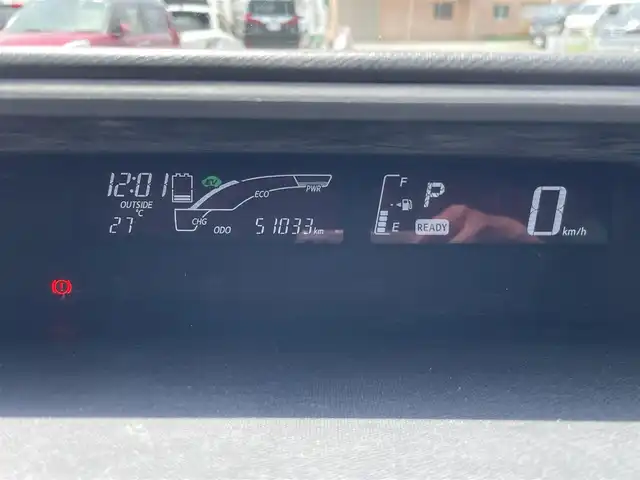 12:01
OUTSIDE
27 °C
CHG
ECO
PWR
ODO 51033 km
F
E
P
READY
0 km/h